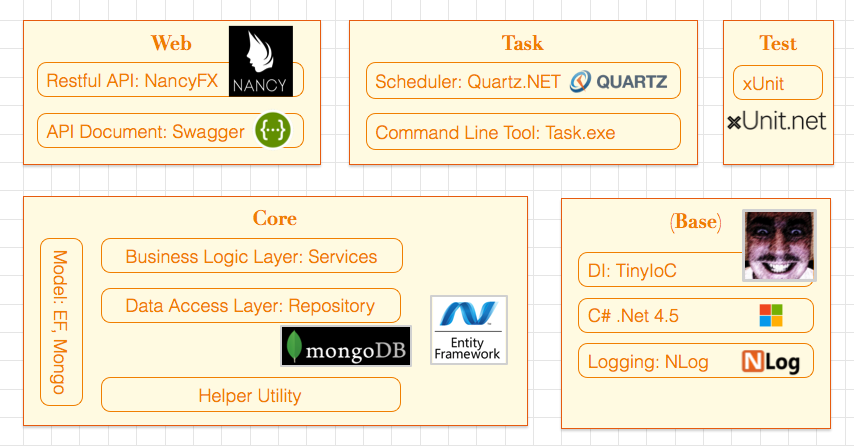 Web
Restful API: NancyFX
NANCY
API Document: Swagger
{···}
Task
Scheduler: Quartz.NET
QUARTZ
Command Line Tool: Task.exe
Test
xUnit
xUnit.net
Core
Model: EF, Mongo
Business Logic Layer: Services
Data Access Layer: Repository
mongoDB
Entity
Framework
Helper Utility
(Base)
DI: TinyIoC
C# .Net 4.5
Logging: NLog
NLog